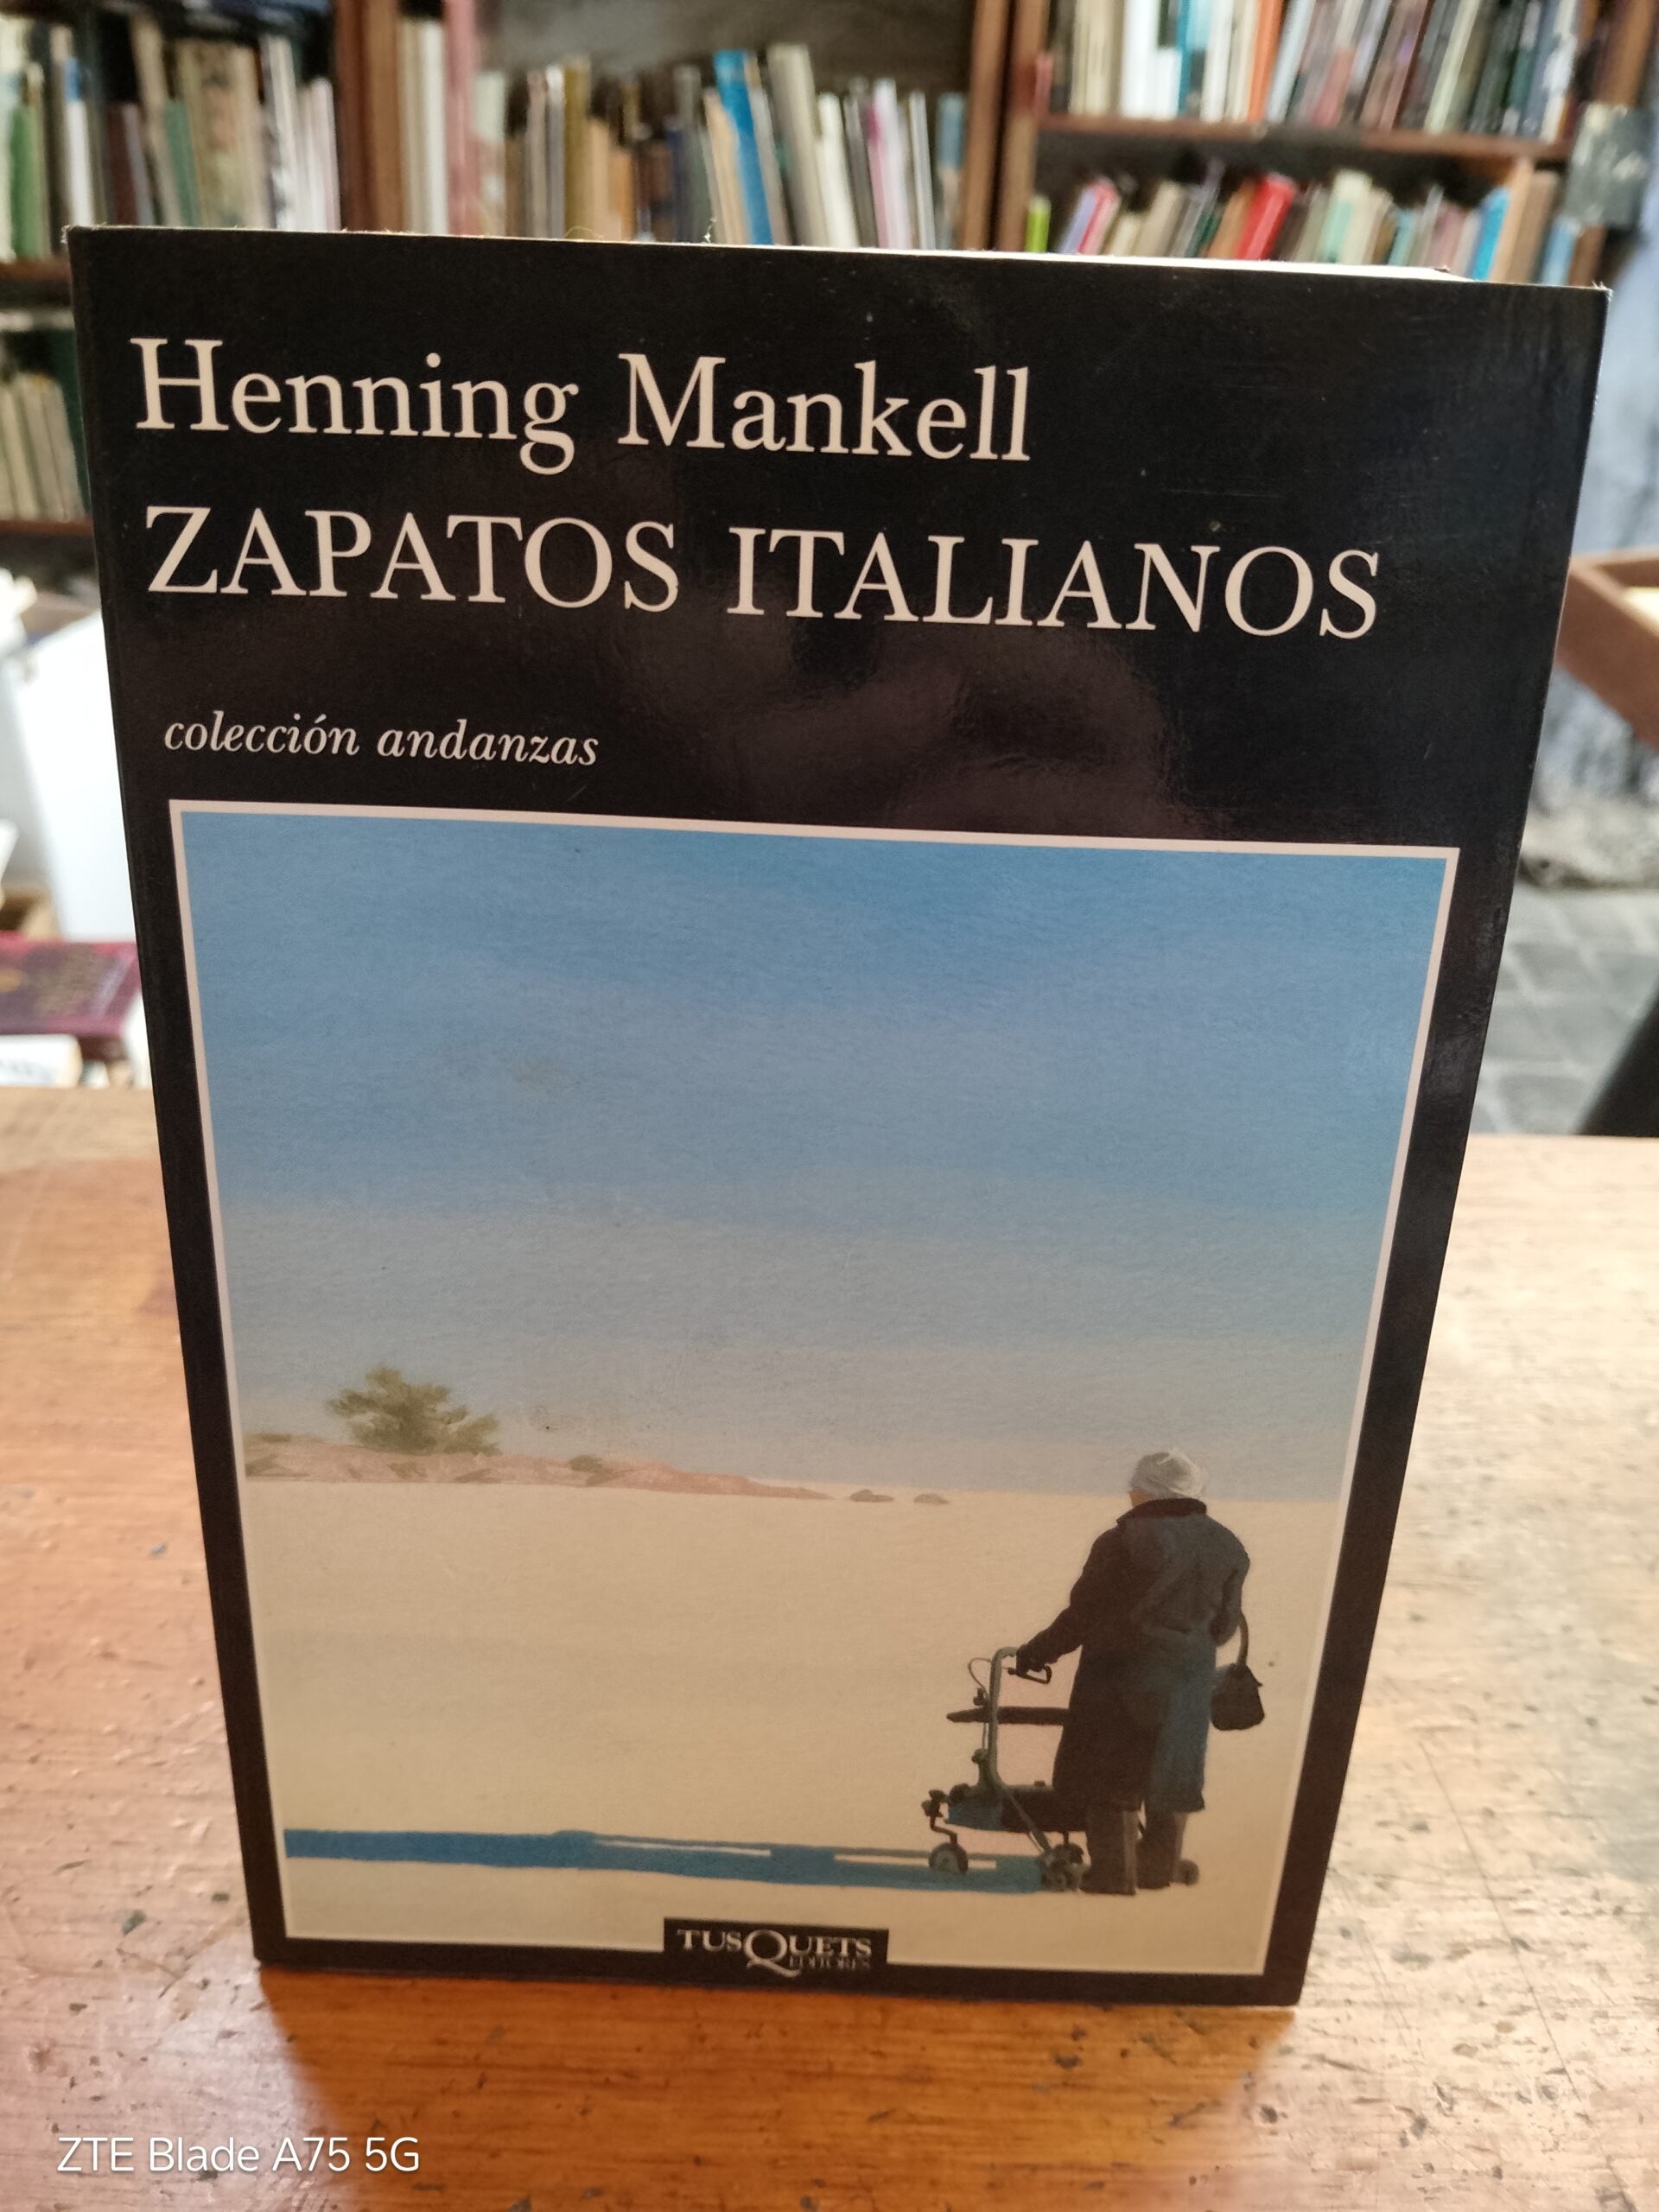 Henning Mankell
ZAPATOS ITALIANOS
colección andanzas
TUSQUETS
EDITORES
ZTE Blade A75 5G